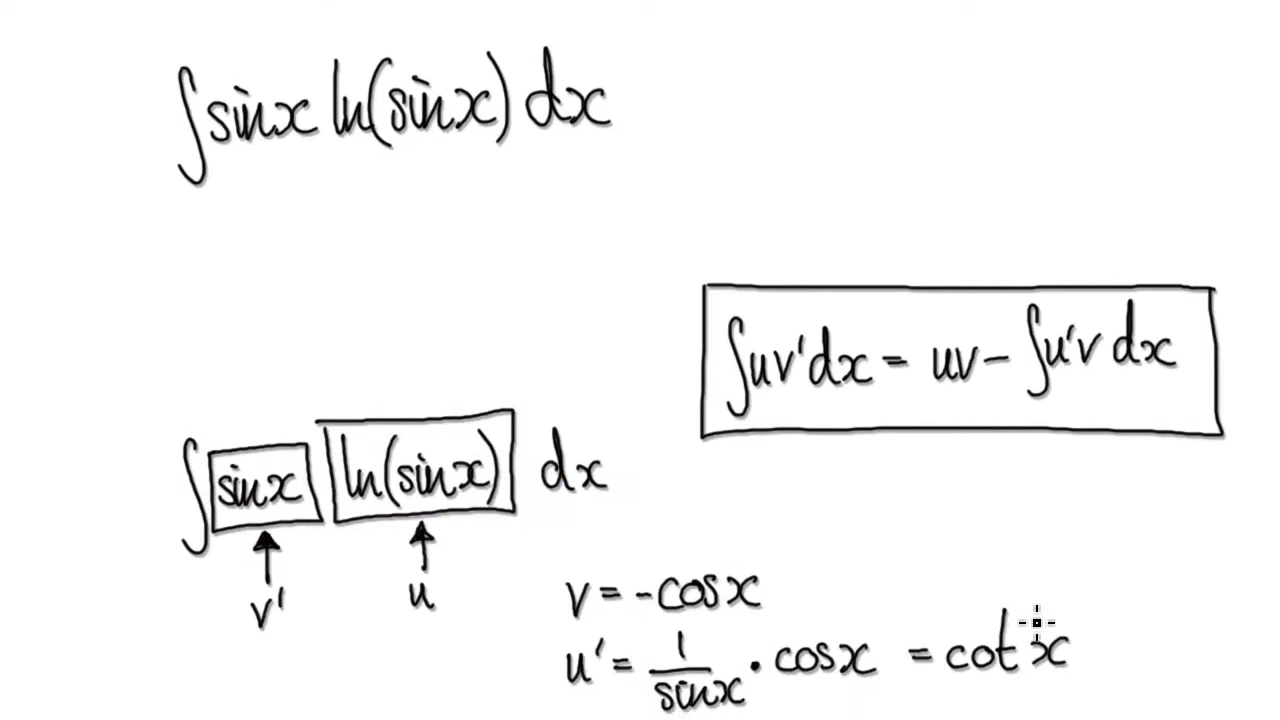 ∫sinx ln(sinx) dx
∫uv'dx = uv - ∫u'v dx
∫ sinx ln(sinx) dx
v' u
v = -cosx
u' = 1/sinx · cosx = cot x